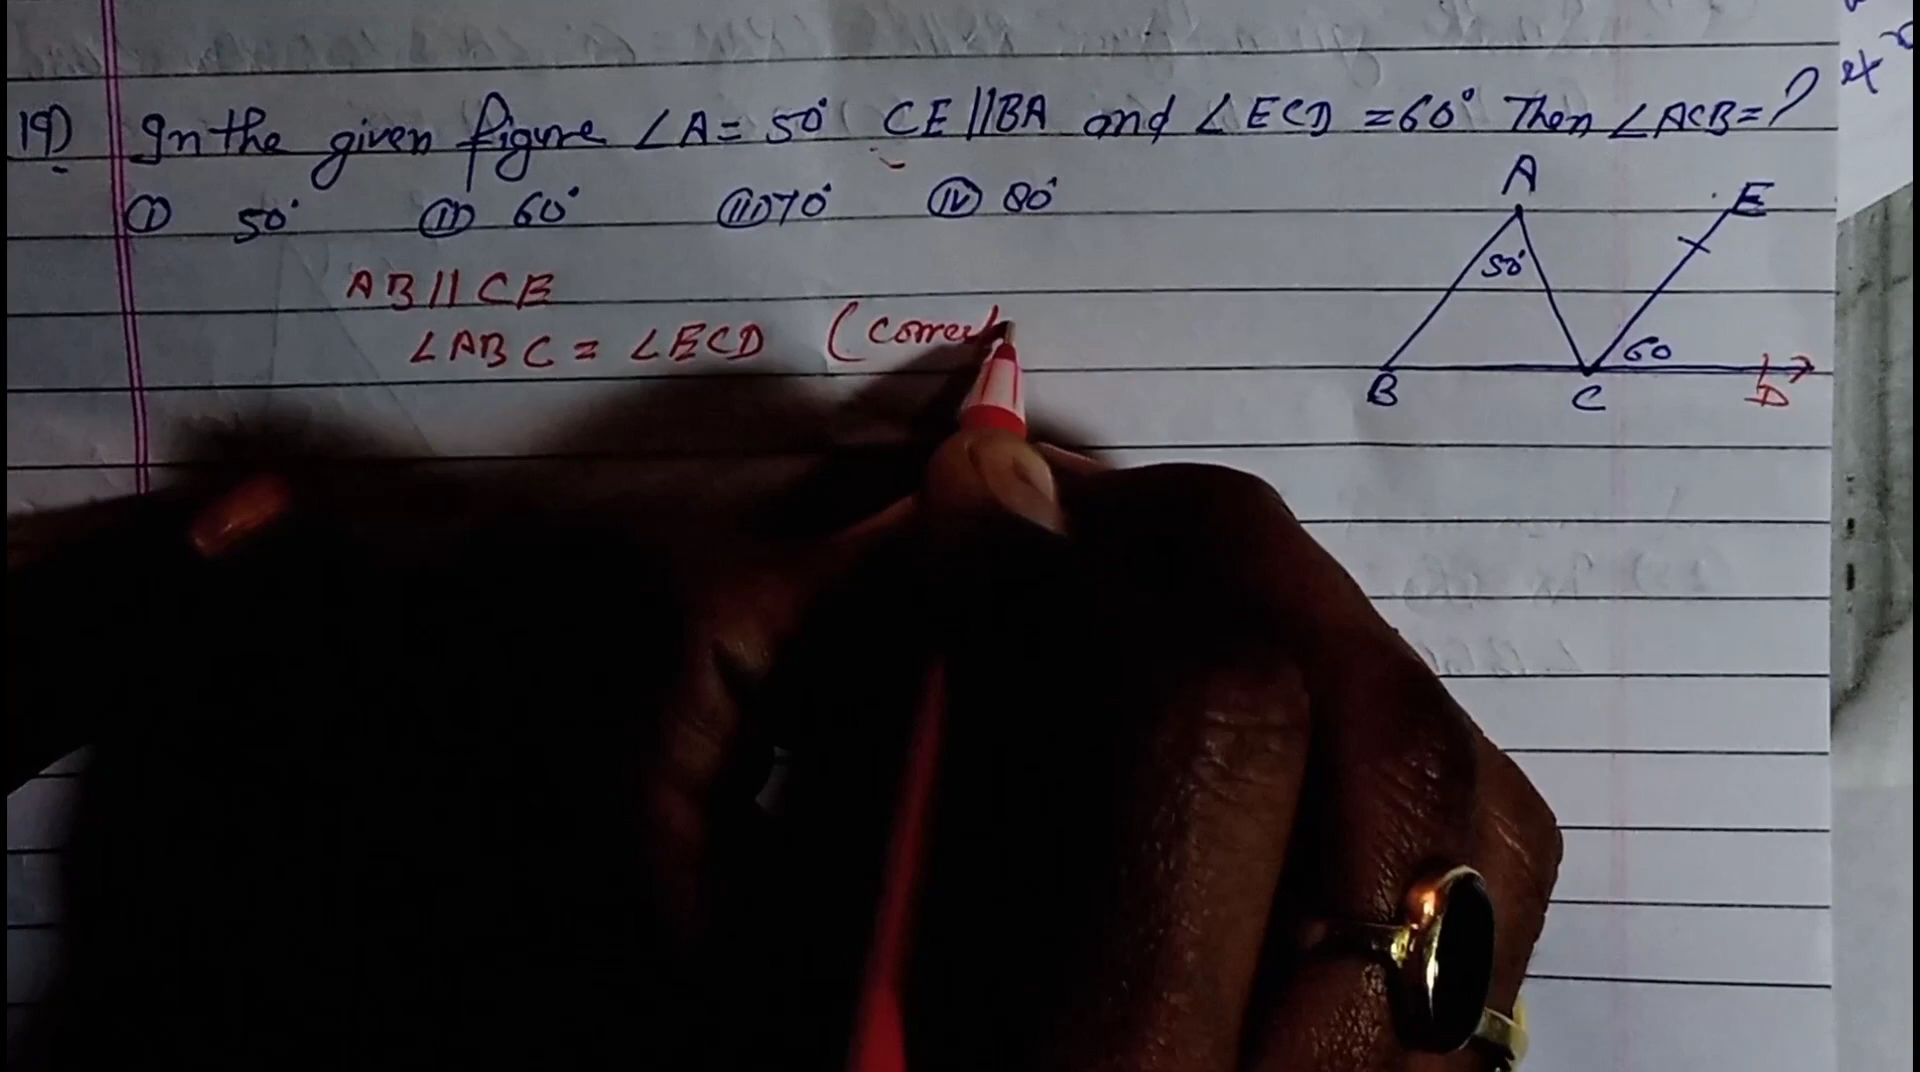 19) In the given figure ∠A = 50° CE || BA and ∠ECD = 60° Then ∠ACB = ?
(I) 50° (II) 60° (III) 70° (IV) 80°
A
E
50°
60
B
C
D
AB || CE
∠ABC = ∠ECD (Correct